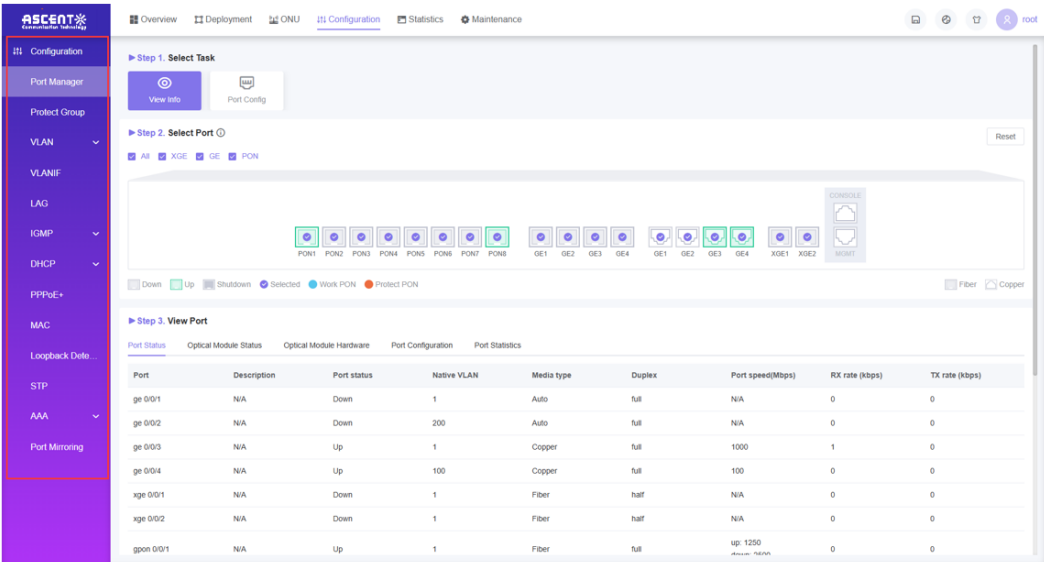 ASCENT
Communication Technology
Overview Deployment ONU Configuration Statistics Maintenance
root
Configuration
Port Manager
Protect Group
VLAN
VLANIF
LAG
IGMP
DHCP
PPPoE+
MAC
Loopback Dete...
STP
AAA
Port Mirroring
Step 1. Select Task
View Info Port Config
Step 2. Select Port
Reset
All XGE GE PON
CONSOLE
PON1 PON2 PON3 PON4 PON5 PON6 PON7 PON8 GE1 GE2 GE3 GE4 GE1 GE2 GE3 GE4 XGE1 XGE2 MGMT
Down Up Shutdown Selected Work PON Protect PON Fiber Copper
Step 3. View Port
Port Status Optical Module Status Optical Module Hardware Port Configuration Port Statistics
Port Description Port status Native VLAN Media type Duplex Port speed(Mbps) RX rate (kbps) TX rate (kbps)
ge 0/0/1 N/A Down 1 Auto full N/A 0 0
ge 0/0/2 N/A Down 200 Auto full N/A 0 0
ge 0/0/3 N/A Up 1 Copper full 1000 1 0
ge 0/0/4 N/A Up 100 Copper full 100 0 0
xge 0/0/1 N/A Down 1 Fiber half N/A 0 0
xge 0/0/2 N/A Down 1 Fiber half N/A 0 0
gpon 0/0/1 N/A Up 1 Fiber full up: 1250 0 0
down: 2500